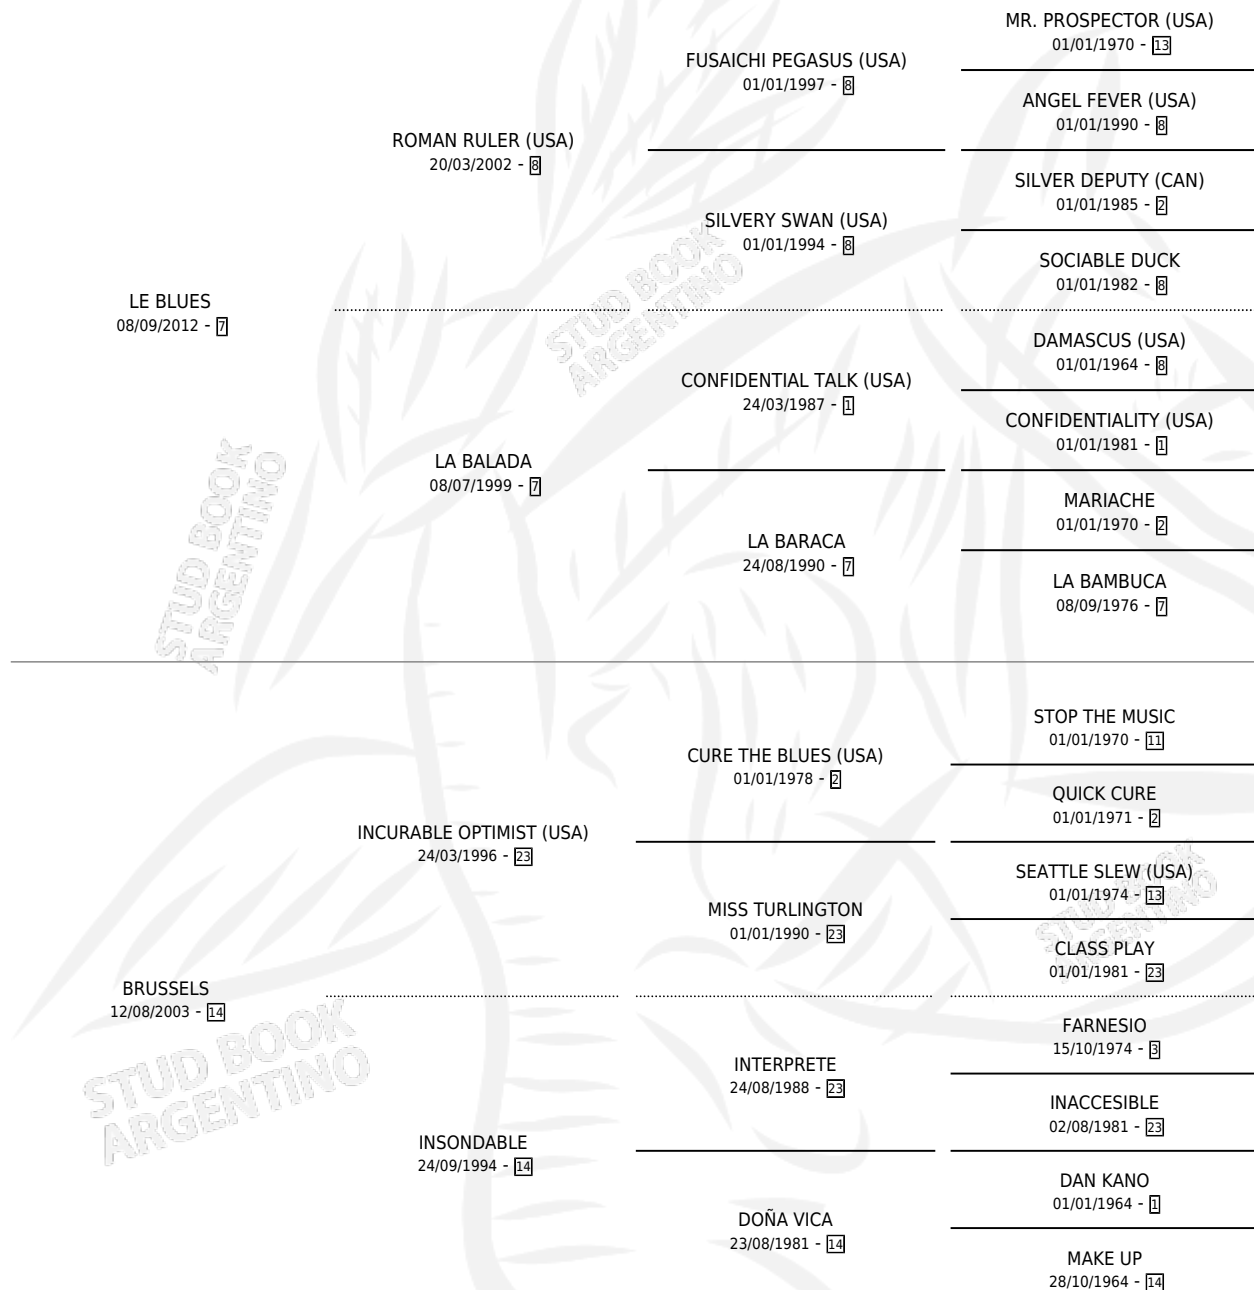 MR. PROSPECTOR (USA)
01/01/1970 - 13
FUSAICHI PEGASUS (USA)
01/01/1997 - 8
ANGEL FEVER (USA)
01/01/1990 - 8
ROMAN RULER (USA)
20/03/2002 - 8
SILVER DEPUTY (CAN)
01/01/1985 - 2
SILVERY SWAN (USA)
01/01/1994 - 8
SOCIABLE DUCK
01/01/1982 - 8
LE BLUES
08/09/2012 - 7
DAMASCUS (USA)
01/01/1964 - 8
CONFIDENTIAL TALK (USA)
24/03/1987 - 1
CONFIDENTIALITY (USA)
01/01/1981 - 1
LA BALADA
08/07/1999 - 7
MARIACHE
01/01/1970 - 2
LA BARACA
24/08/1990 - 7
LA BAMBUCA
08/09/1976 - 7
STUD BOOK
ARGENTINO
STUD BOOK
ARGENTINO
STOP THE MUSIC
01/01/1970 - 11
CURE THE BLUES (USA)
01/01/1978 - 2
QUICK CURE
01/01/1971 - 2
INCURABLE OPTIMIST (USA)
24/03/1996 - 23
SEATTLE SLEW (USA)
01/01/1974 - 13
MISS TURLINGTON
01/01/1990 - 23
CLASS PLAY
01/01/1981 - 23
BRUSSELS
12/08/2003 - 14
FARNESIO
15/10/1974 - 3
INTERPRETE
24/08/1988 - 23
INACCESIBLE
02/08/1981 - 23
INSONDABLE
24/09/1994 - 14
DAN KANO
01/01/1964 - 1
DOÑA VICA
23/08/1981 - 14
MAKE UP
28/10/1964 - 14
STUD BOOK
ARGENTINO
STUD BOOK
ARGENTINO